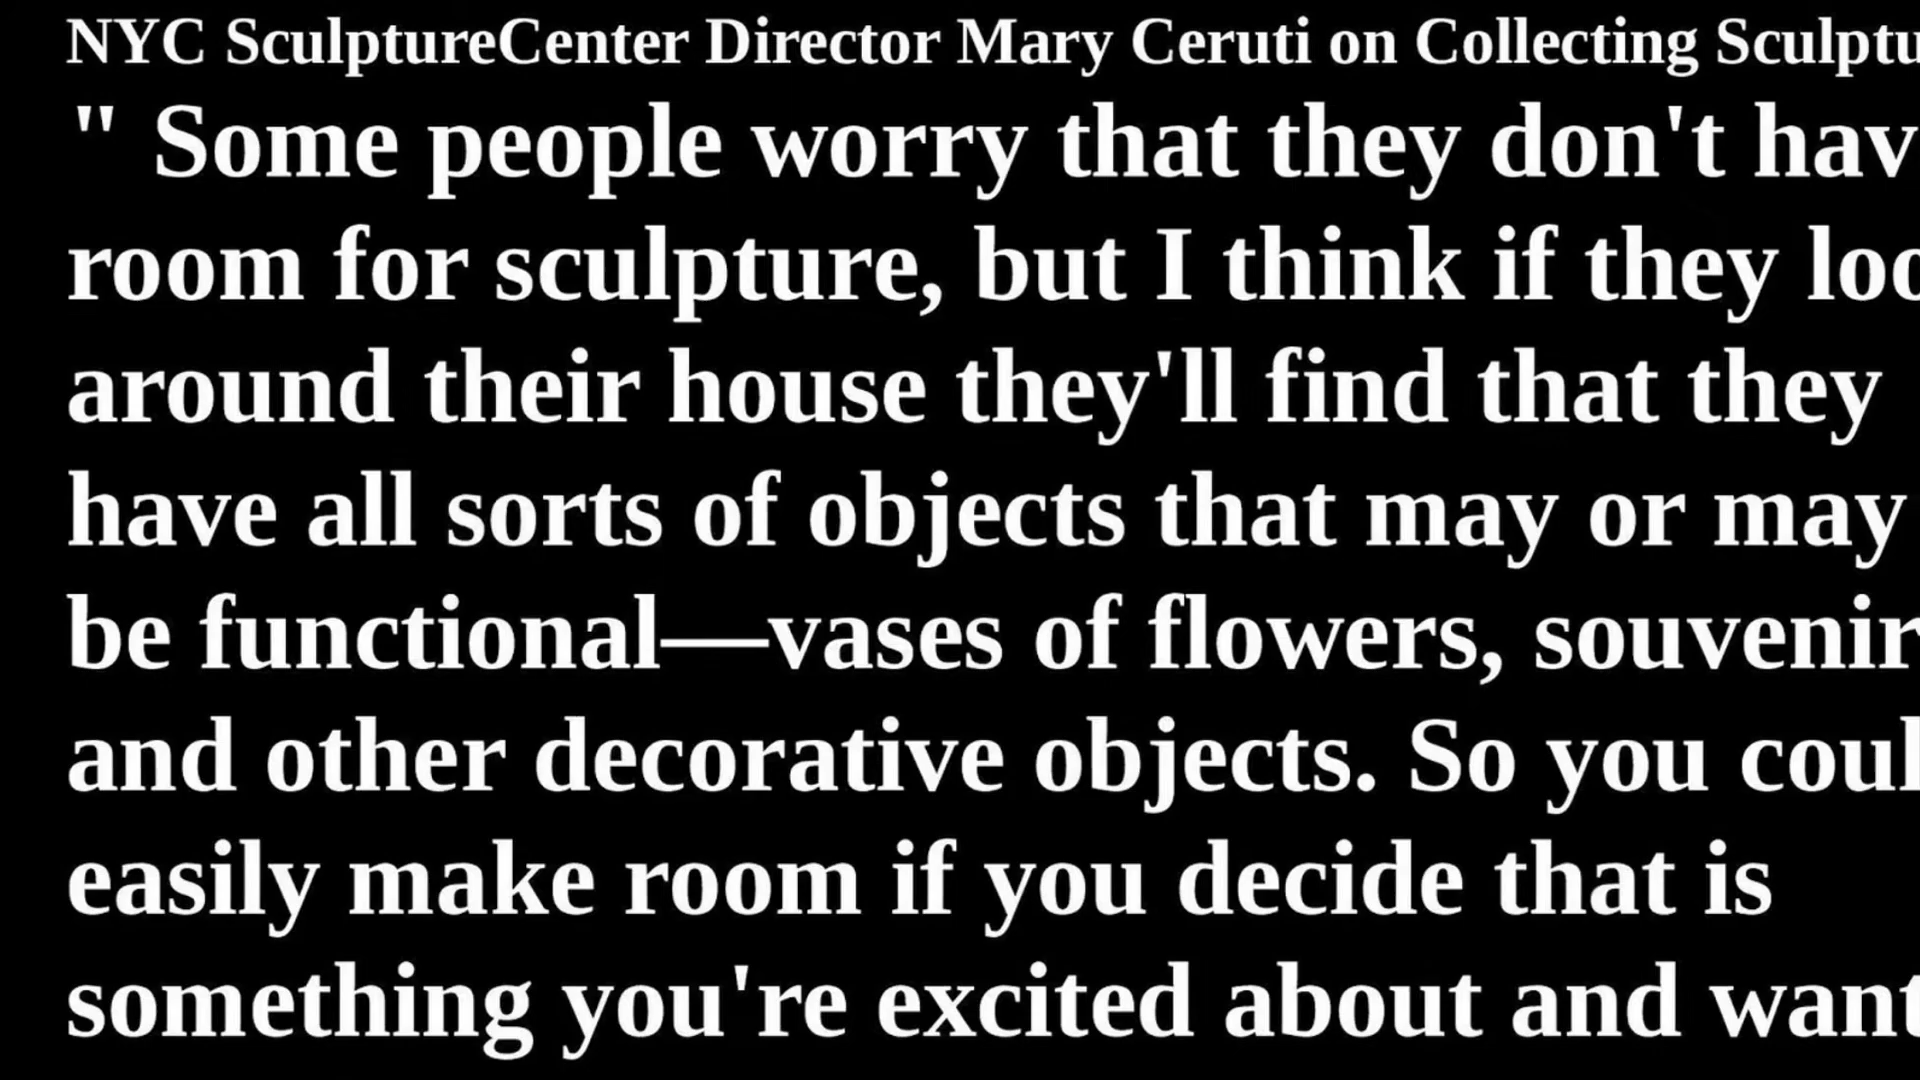 NYC SculptureCenter Director Mary Ceruti on Collecting Sculptu
" Some people worry that they don't hav
room for sculpture, but I think if they loo
around their house they'll find that they
have all sorts of objects that may or may
be functional—vases of flowers, souvenir
and other decorative objects. So you coul
easily make room if you decide that is
something you're excited about and want